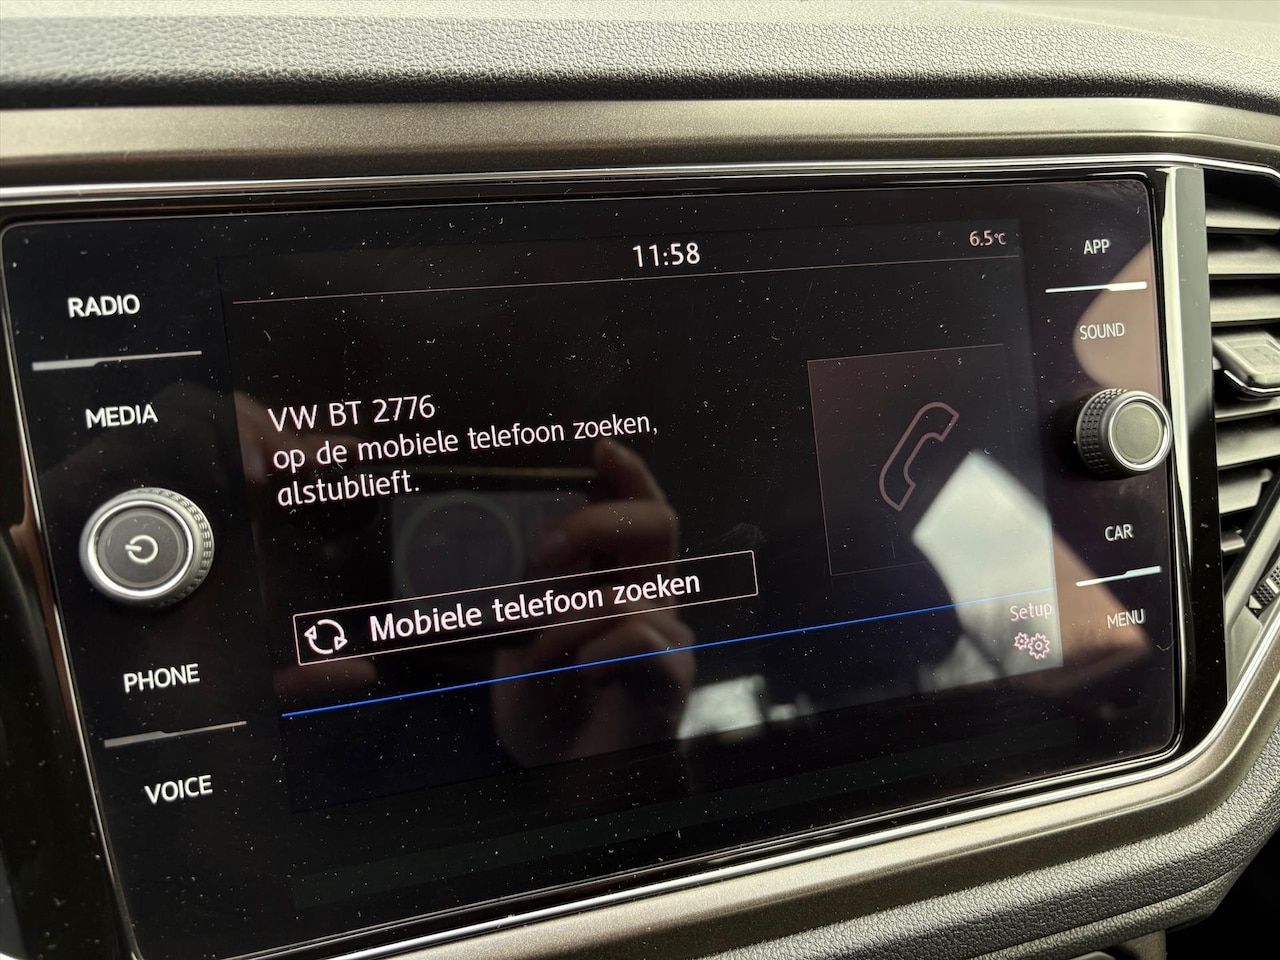 11:58
6.5°C
RADIO
MEDIA
PHONE
VOICE
VW BT 2776
op de mobiele telefoon zoeken,
alstublieft.
Mobiele telefoon zoeken
Setup
APP
SOUND
CAR
MENU